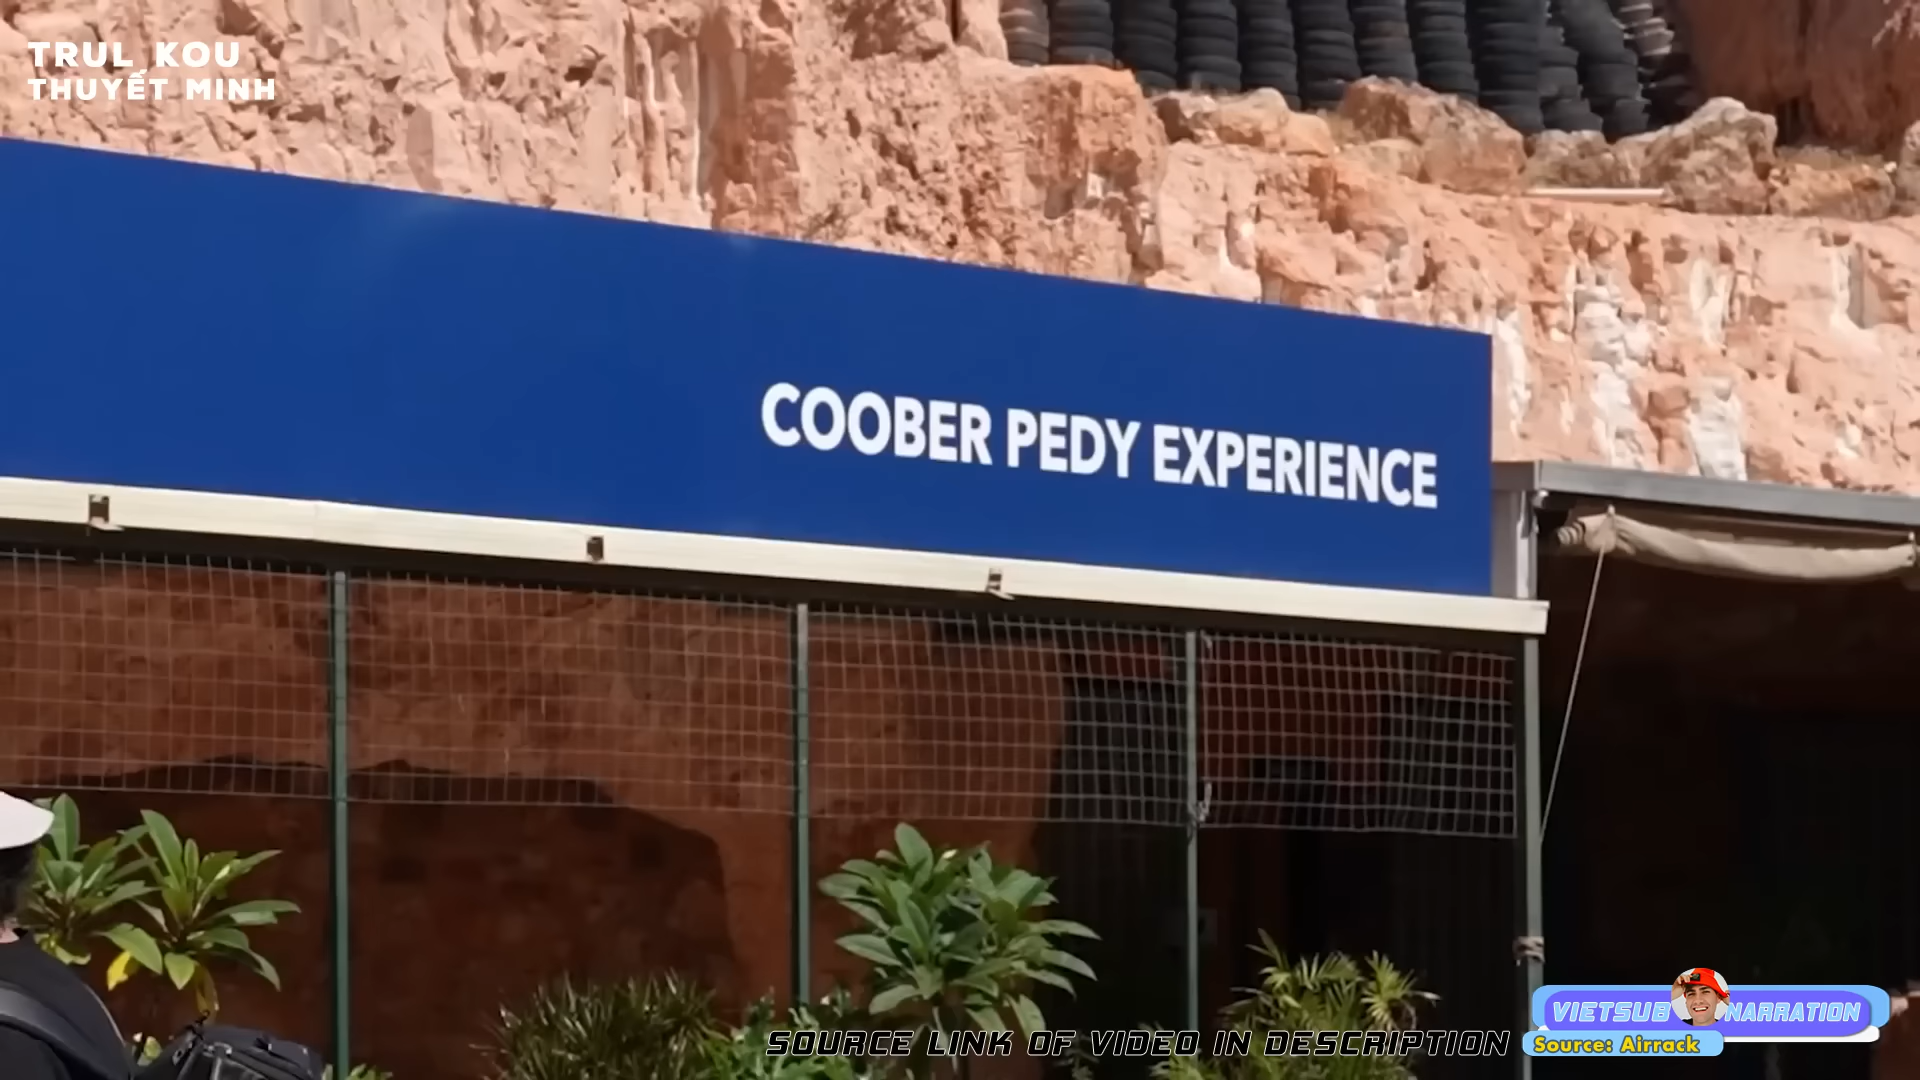 TRUL KOU
THUYẾT MINH
COOBER PEDY EXPERIENCE
VIETSUB NARRATION
SOURCE LINK OF VIDEO IN DESCRIPTION
Source: Airrack